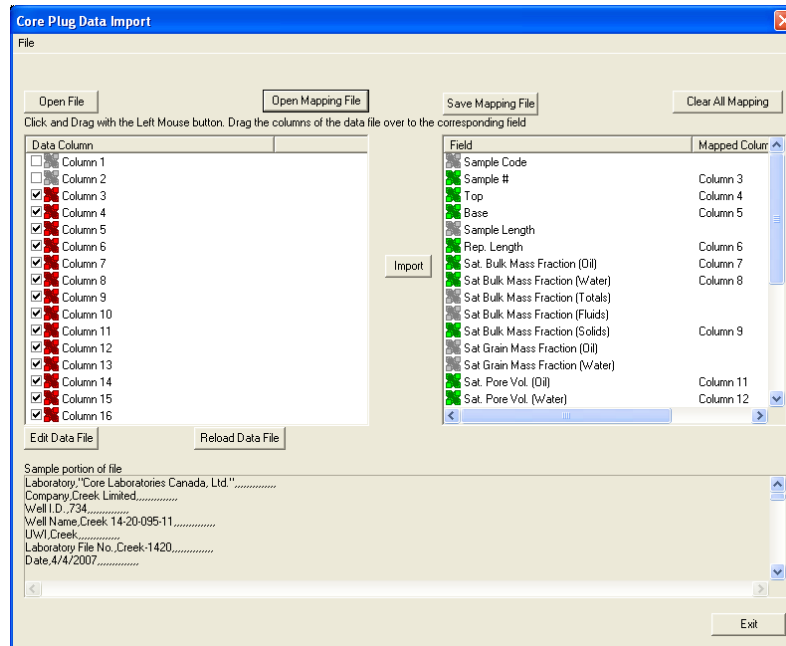 Core Plug Data Import
File
Open File
Open Mapping File
Save Mapping File
Clear All Mapping
Click and Drag with the Left Mouse button. Drag the columns of the data file over to the corresponding field
Data Column
Column 1
Column 2
Column 3
Column 4
Column 5
Column 6
Column 7
Column 8
Column 9
Column 10
Column 11
Column 12
Column 13
Column 14
Column 15
Column 16
Import
Field Mapped Colum
Sample Code
Sample # Column 3
Top Column 4
Base Column 5
Sample Length
Rep. Length Column 6
Sat. Bulk Mass Fraction (Oil) Column 7
Sat Bulk Mass Fraction (Water) Column 8
Sat Bulk Mass Fraction (Totals)
Sat Bulk Mass Fraction (Fluids)
Sat Bulk Mass Fraction (Solids) Column 9
Sat Grain Mass Fraction (Oil)
Sat Grain Mass Fraction (Water)
Sat. Pore Vol. (Oil) Column 11
Sat. Pore Vol. (Water) Column 12
Edit Data File
Reload Data File
Sample portion of file
Laboratory,"Core Laboratories Canada, Ltd.",,,,,,,,,,,,,,
Company,Creek Limited,,,,,,,,,,,,,,
Well I.D.,734,,,,,,,,,,,,,,
Well Name,Creek 14-20-095-11,,,,,,,,,,,,,,
UWI,Creek,,,,,,,,,,,,,,
Laboratory File No.,Creek-1420,,,,,,,,,,,,,,
Date,4/4/2007,,,,,,,,,,,,,,
Exit